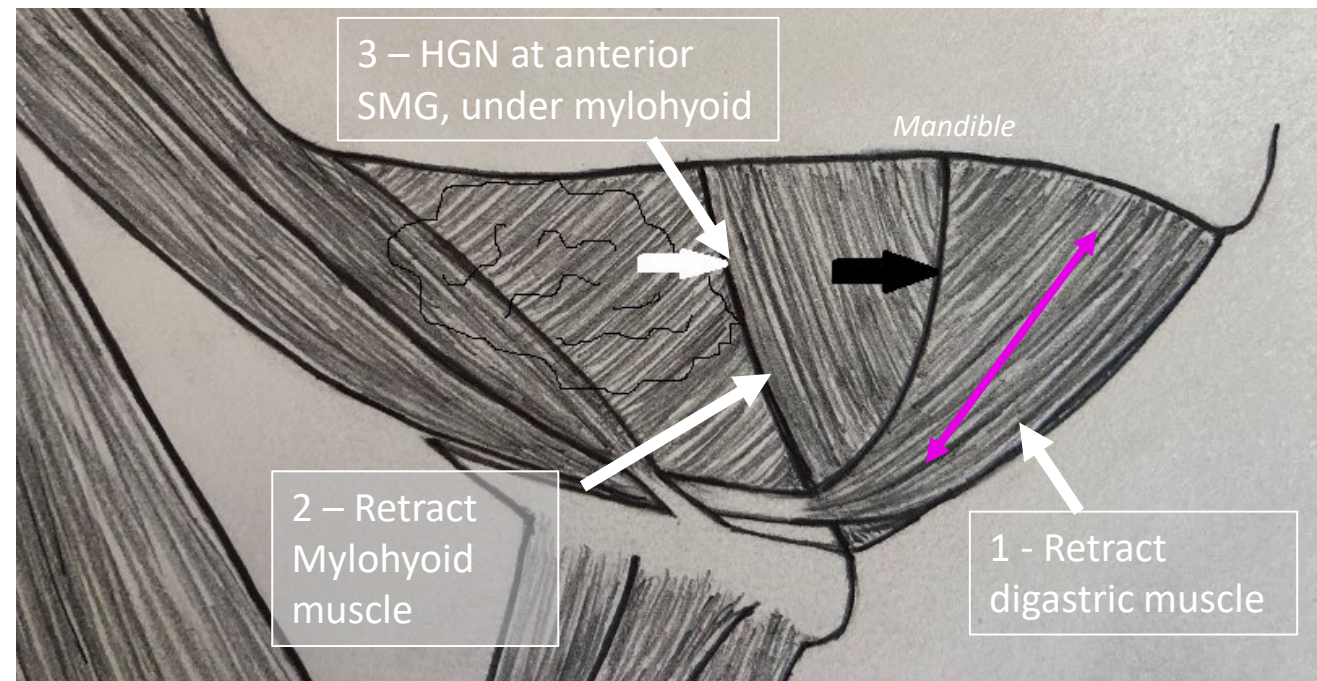 3 – HGN at anterior
SMG, under mylohyoid
Mandible
2 – Retract
Mylohyoid
muscle
1 - Retract
digastric muscle